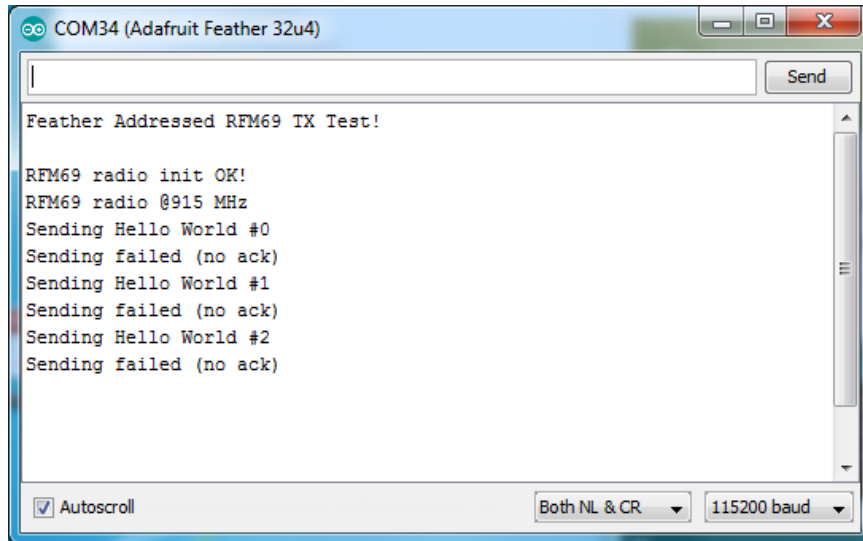 COM34 (Adafruit Feather 32u4)
Send
Feather Addressed RFM69 TX Test!
RFM69 radio init OK!
RFM69 radio @915 MHz
Sending Hello World #0
Sending failed (no ack)
Sending Hello World #1
Sending failed (no ack)
Sending Hello World #2
Sending failed (no ack)
Autoscroll
Both NL & CR
115200 baud